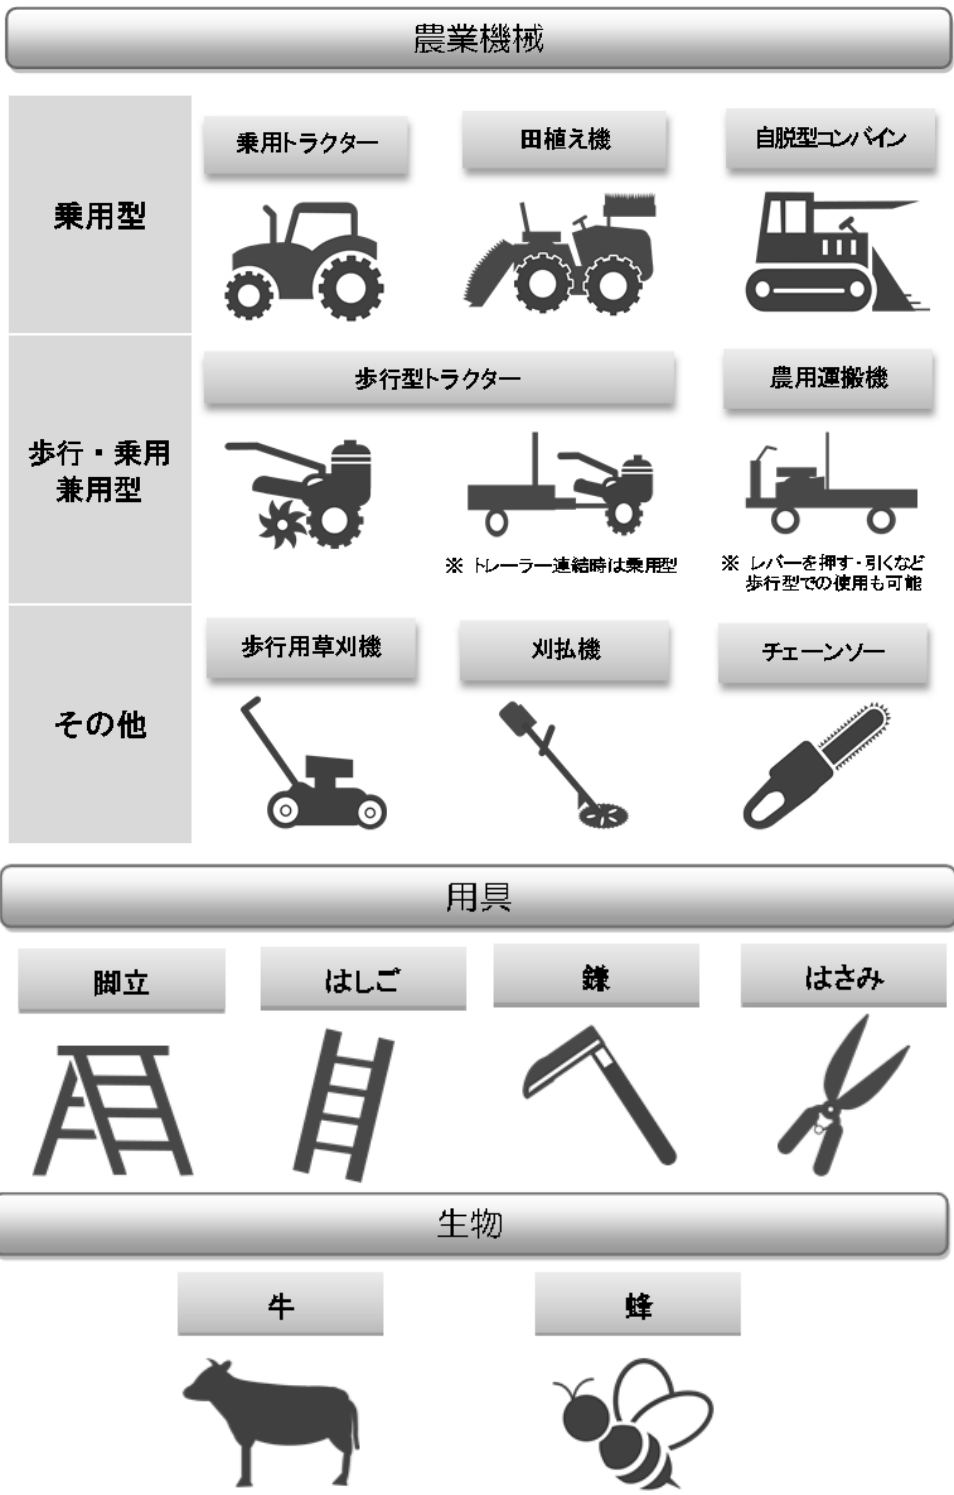 農業機械
乗用型
乗用トラクター
田植え機
自脱型コンバイン
歩行・乗用
兼用型
歩行型トラクター
農用運搬機
※ トレーラー連結時は乗用型
※ レバーを押す・引くなど
歩行型での使用も可能
その他
歩行用草刈機
刈払機
チェーンソー
用具
脚立
はしご
鎌
はさみ
生物
牛
蜂